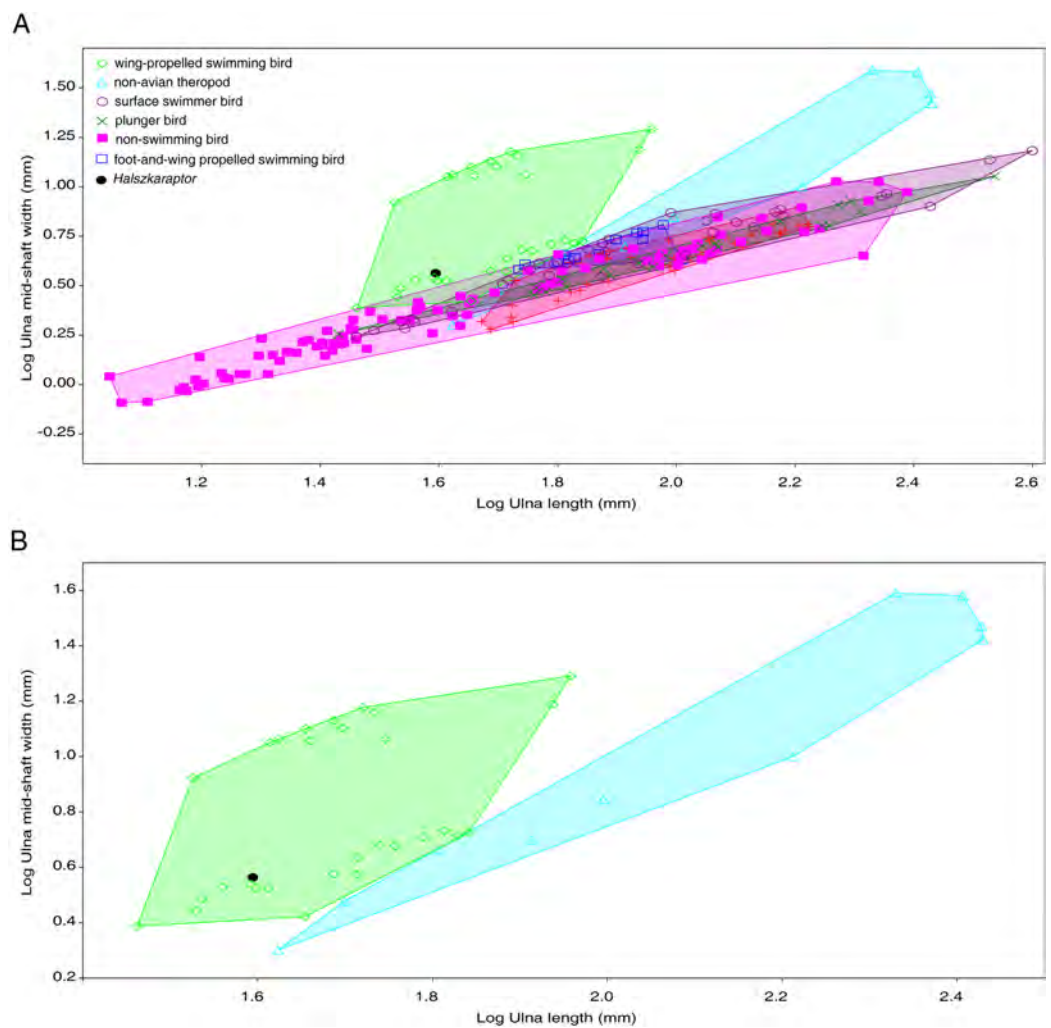 A
wing-propelled swimming bird
non-avian theropod
surface swimmer bird
plunger bird
non-swimming bird
foot-and-wing propelled swimming bird
Halszkaraptor
Log Ulna mid-shaft width (mm)
1.50
1.25
1.00
0.75
0.50
0.25
0.00
-0.25
1.2
1.4
1.6
1.8
2.0
2.2
2.4
2.6
Log Ulna length (mm)
B
Log Ulna mid-shaft width (mm)
1.6
1.4
1.2
1.0
0.8
0.6
0.4
0.2
1.6
1.8
2.0
2.2
2.4
Log Ulna length (mm)